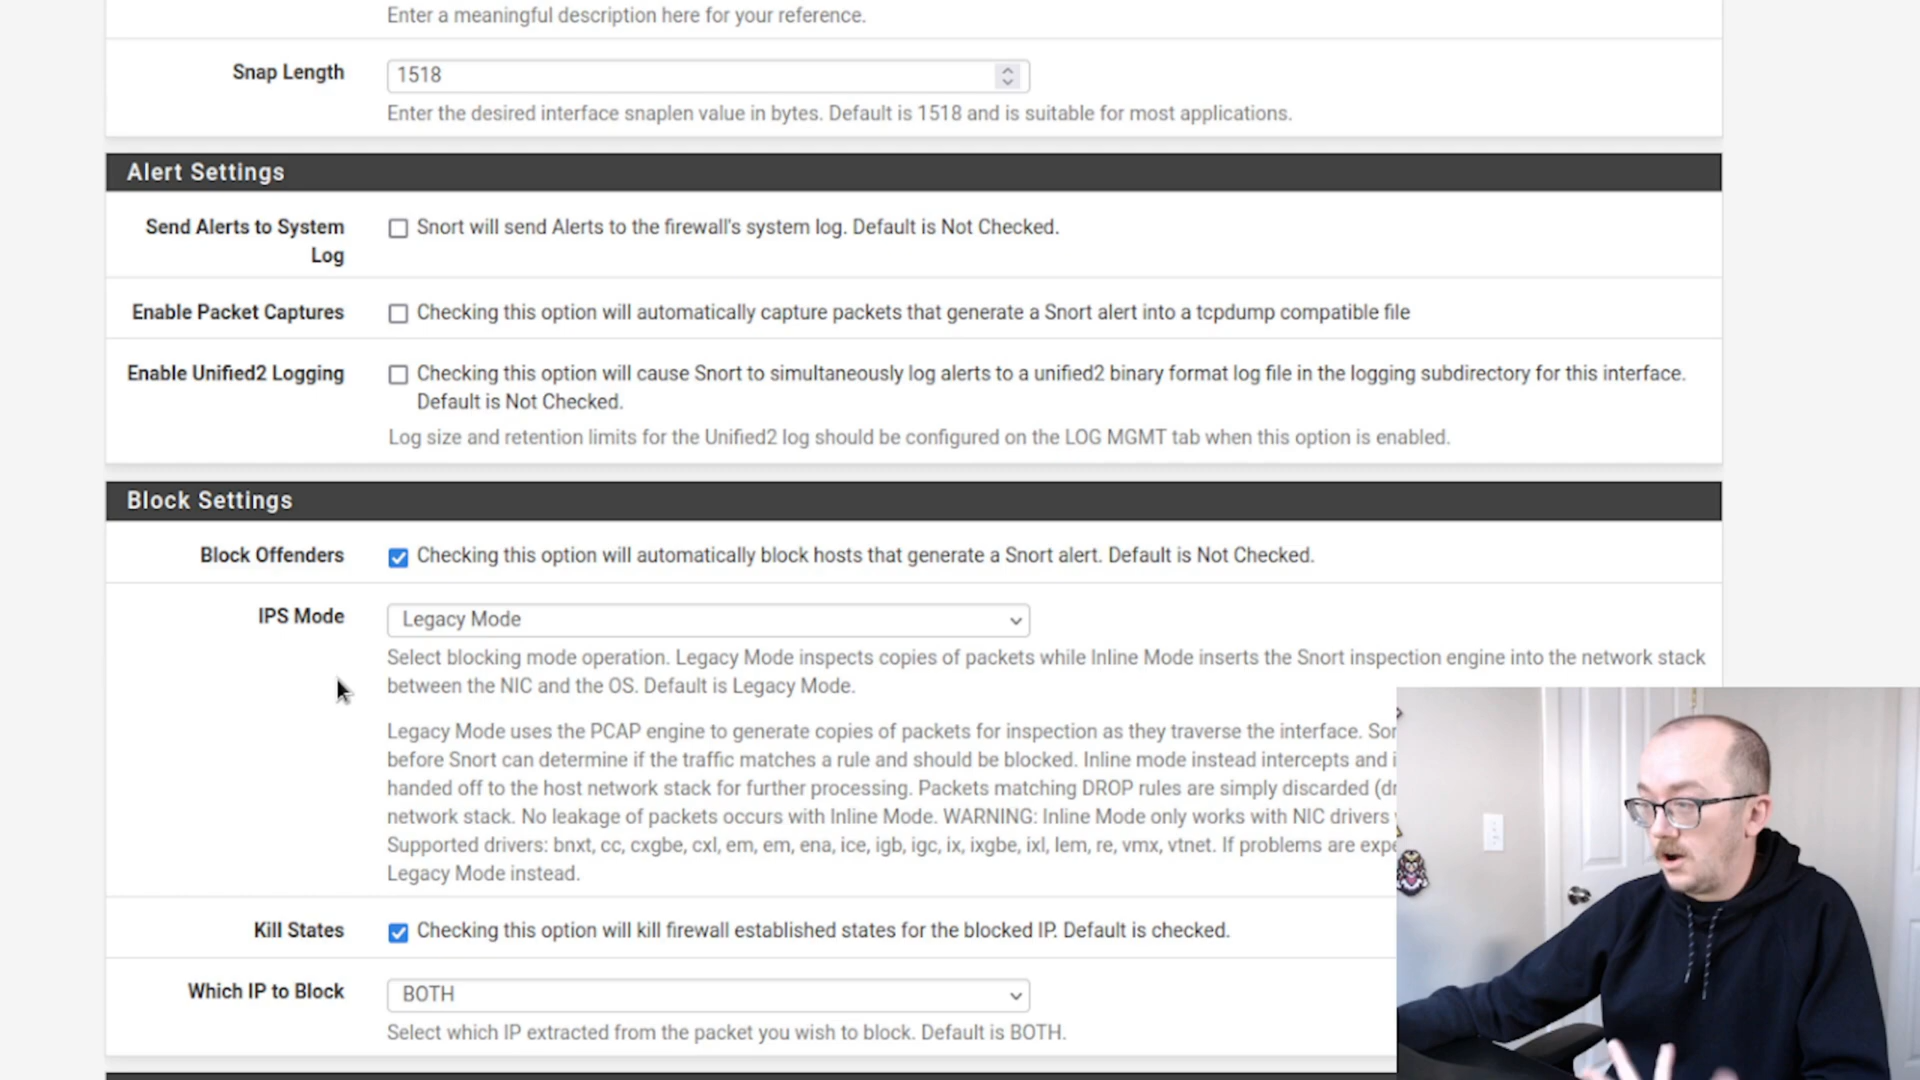 Enter a meaningful description here for your reference.
Snap Length
1518
Enter the desired interface snaplen value in bytes. Default is 1518 and is suitable for most applications.
Alert Settings
Send Alerts to System
Log
Snort will send Alerts to the firewall's system log. Default is Not Checked.
Enable Packet Captures
Checking this option will automatically capture packets that generate a Snort alert into a tcpdump compatible file
Enable Unified2 Logging
Checking this option will cause Snort to simultaneously log alerts to a unified2 binary format log file in the logging subdirectory for this interface.
Default is Not Checked.
Log size and retention limits for the Unified2 log should be configured on the LOG MGMT tab when this option is enabled.
Block Settings
Block Offenders
Checking this option will automatically block hosts that generate a Snort alert. Default is Not Checked.
IPS Mode
Legacy Mode
Select blocking mode operation. Legacy Mode inspects copies of packets while Inline Mode inserts the Snort inspection engine into the network stack
between the NIC and the OS. Default is Legacy Mode.
Legacy Mode uses the PCAP engine to generate copies of packets for inspection as they traverse the interface.
before Snort can determine if the traffic matches a rule and should be blocked. Inline mode instead intercepts and
handed off to the host network stack for further processing. Packets matching DROP rules are simply discarded
network stack. No leakage of packets occurs with Inline Mode. WARNING: Inline Mode only works with NIC drivers
Supported drivers: bnxt, cc, cxgbe, cxl, em, em, ena, ice, igb, igc, ix, ixgbe, ixl, lem, re, vmx, vtnet. If problems are
Legacy Mode instead.
Kill States
Checking this option will kill firewall established states for the blocked IP. Default is checked.
Which IP to Block
BOTH
Select which IP extracted from the packet you wish to block. Default is BOTH.